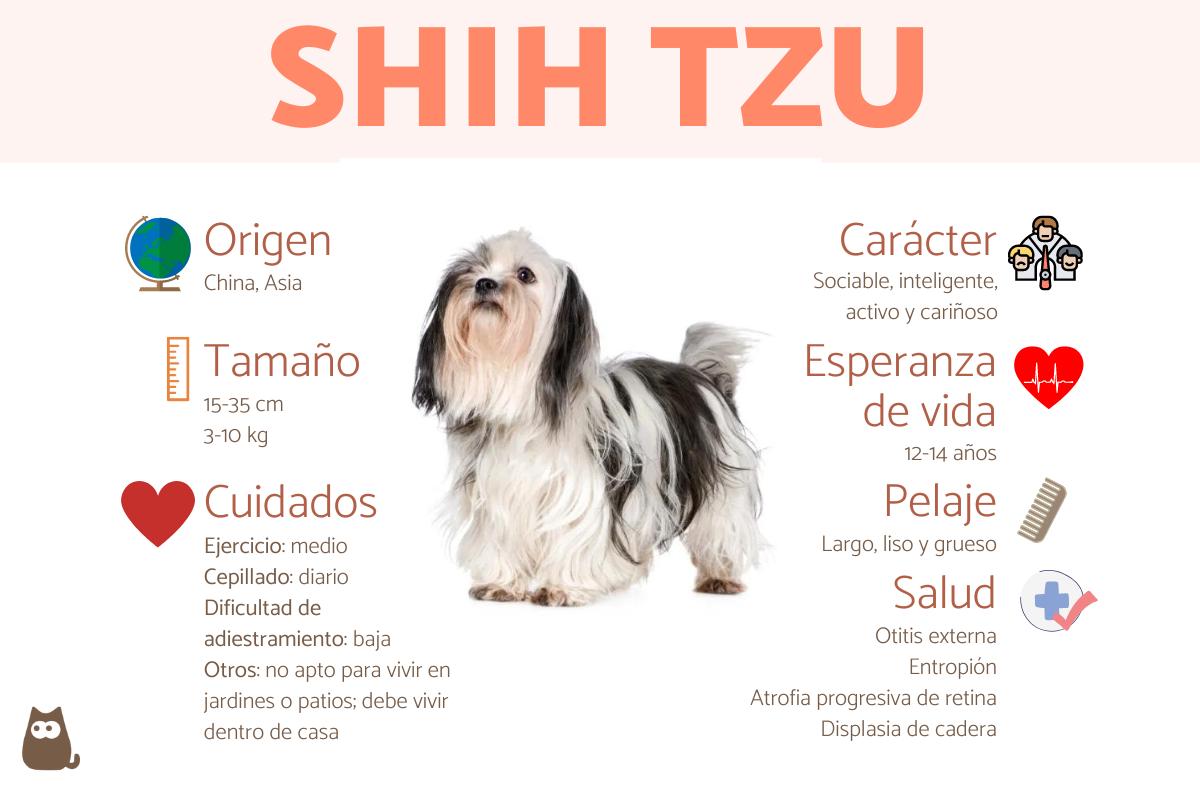 SHIH TZU
Origen
China, Asia
Tamaño
15-35 cm
3-10 kg
Cuidados
Ejercicio: medio
Cepillado: diario
Dificultad de
adiestramiento: baja
Otros: no apto para vivir en
jardines o patios; debe vivir
dentro de casa
Carácter
Sociable, inteligente,
activo y cariñoso
Esperanza
de vida
12-14 años
Pelaje
Largo, liso y grueso
Salud
Otitis externa
Entropión
Atrofia progresiva de retina
Displasia de cadera